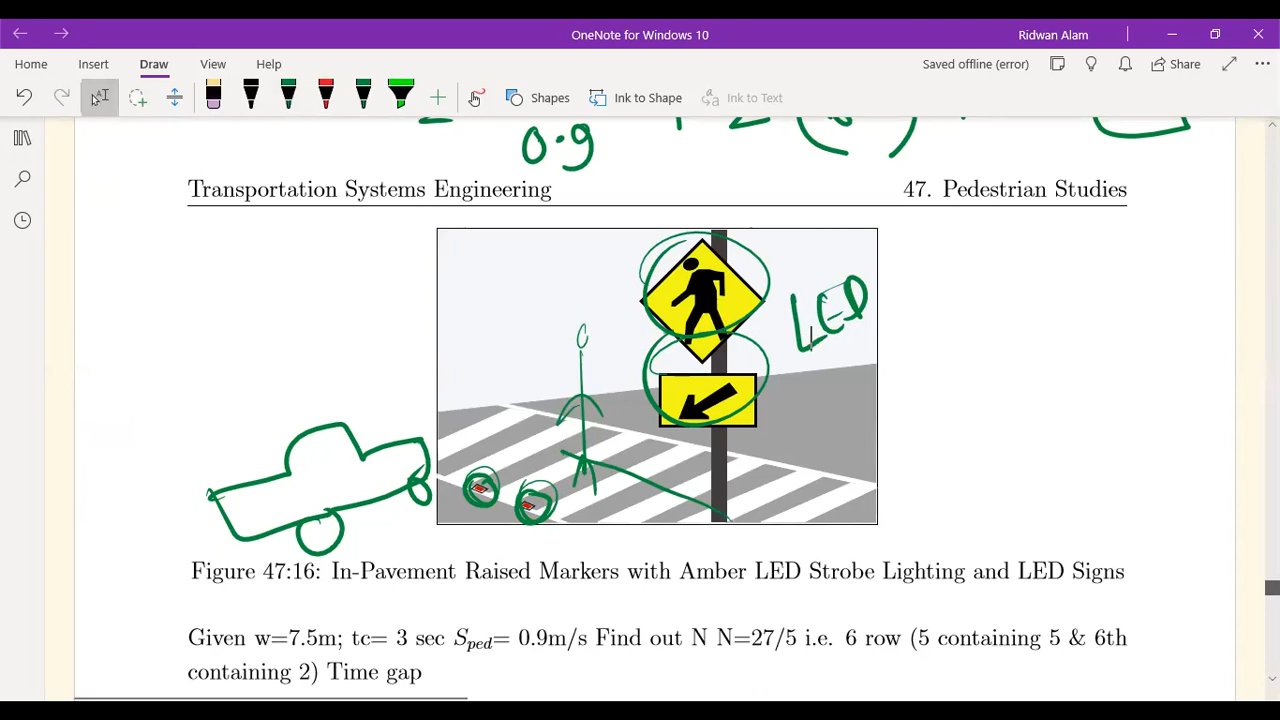 OneNote for Windows 10
Ridwan Alam
Home Insert Draw View Help
Saved offline (error)
Share
Shapes
Ink to Shape
Ink to Text
0.9
Transportation Systems Engineering 47. Pedestrian Studies
LED
Figure 47:16: In-Pavement Raised Markers with Amber LED Strobe Lighting and LED Signs
Given w=7.5m; tc= 3 sec Sped= 0.9m/s Find out N N=27/5 i.e. 6 row (5 containing 5 & 6th
containing 2) Time gap